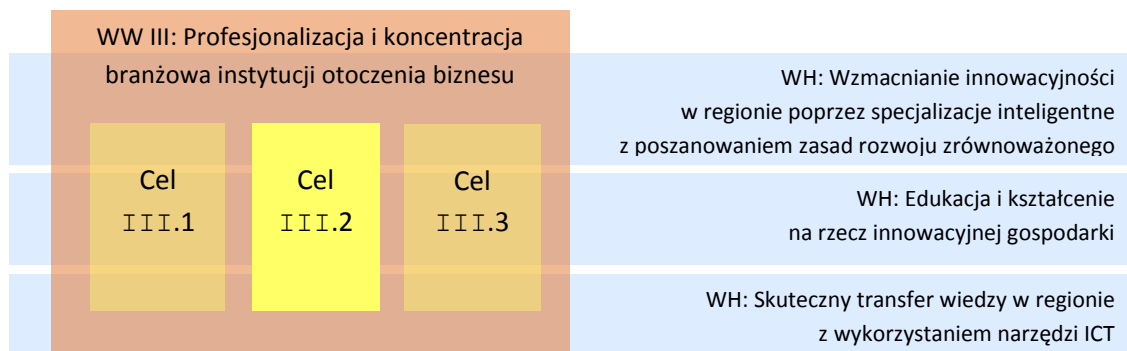 WW III: Profesjonalizacja i koncentracja
branżowa instytucji otoczenia biznesu
WH: Wzmacnianie innowacyjności
w regionie poprzez specjalizacje inteligentne
z poszanowaniem zasad rozwoju zrównoważonego
Cel
III.1
Cel
III.2
Cel
III.3
WH: Edukacja i kształcenie
na rzecz innowacyjnej gospodarki
WH: Skuteczny transfer wiedzy w regionie
z wykorzystaniem narzędzi ICT